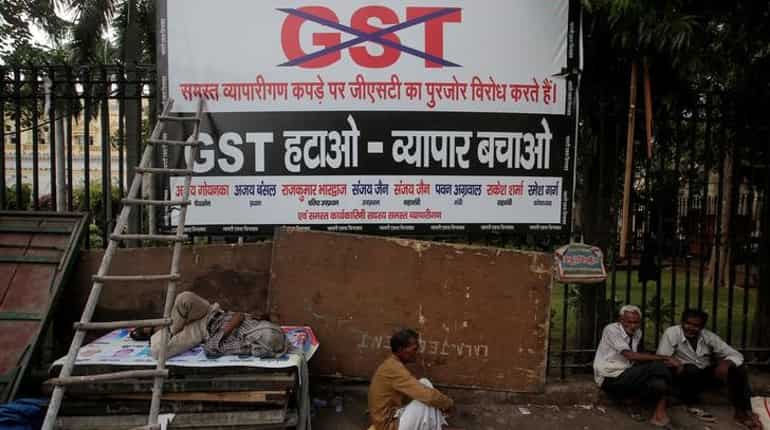 GST
समस्त व्यापारीगण कपड़े पर जीएसटी का पुरजोर विरोध करते हैं।
GST हटाओ - व्यापार बचाओ
गोयनका अजय बंसल राजकुमार भारद्वाज संजय जैन संजय जैन पवन अग्रवाल राकेश शर्मा रमेश गर्ग
एवं समस्त कार्यकारिणी सदस्य समस्त व्यापारीगण